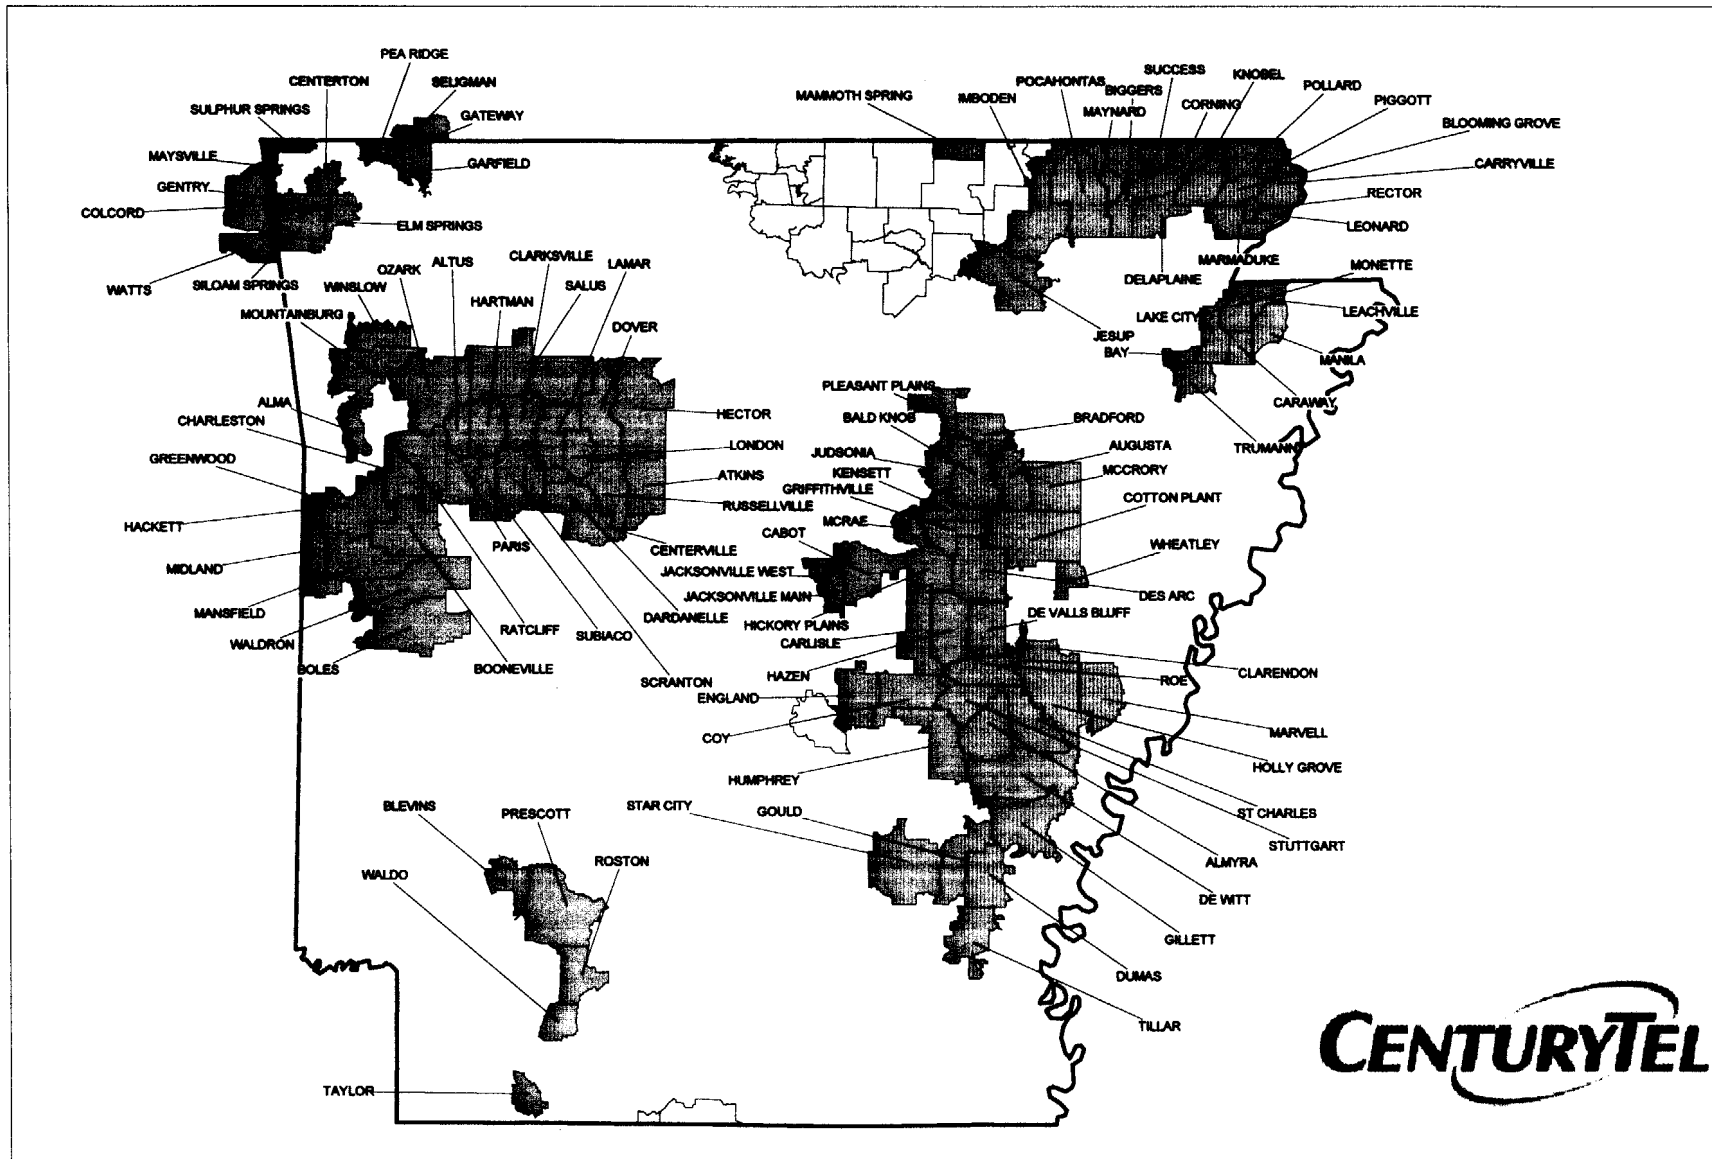 PEA RIDGE
CENTERTON
SELIGMAN
SULPHUR SPRINGS
GATEWAY
MAYSVILLE
GARFIELD
GENTRY
COLCORD
ELM SPRINGS
WATTS
SILOAM SPRINGS
MAMMOTH SPRING
IMBODEN
POCAHONTAS
BIGGERS
MAYNARD
SUCCESS
CORNING
KNOBEL
POLLARD
PIGGOTT
BLOOMING GROVE
CARRYVILLE
RECTOR
LEONARD
MARMADUKE
DELAPLAINE
MONETTE
LEACHVILLE
LAKE CITY
JESUP
BAY
MANILA
CARAWAY
TRUMANN
WINSLOW
MOUNTAINBURG
OZARK
ALTUS
HARTMAN
CLARKSVILLE
SALUS
LAMAR
DOVER
ALMA
CHARLESTON
GREENWOOD
HACKETT
MIDLAND
MANSFIELD
WALDRON
BOLES
HECTOR
LONDON
ATKINS
RUSSELLVILLE
CENTERVILLE
PARIS
DARDANELLE
RATCLIFF
SUBIACO
BOONEVILLE
SCRANTON
PLEASANT PLAINS
BALD KNOB
BRADFORD
JUDSONIA
AUGUSTA
KENSETT
MCCRORY
GRIFFITHVILLE
COTTON PLANT
MCRAE
CABOT
WHEATLEY
JACKSONVILLE WEST
JACKSONVILLE MAIN
DES ARC
HICKORY PLAINS
DE VALLS BLUFF
CARLISLE
HAZEN
CLARENDON
ROE
ENGLAND
COY
MARVELL
HUMPHREY
HOLLY GROVE
ST CHARLES
STUTTGART
ALMYRA
DE WITT
GILLETT
STAR CITY
GOULD
DUMAS
TILLAR
BLEVINS
PRESCOTT
ROSTON
WALDO
TAYLOR
CENTURYTEL